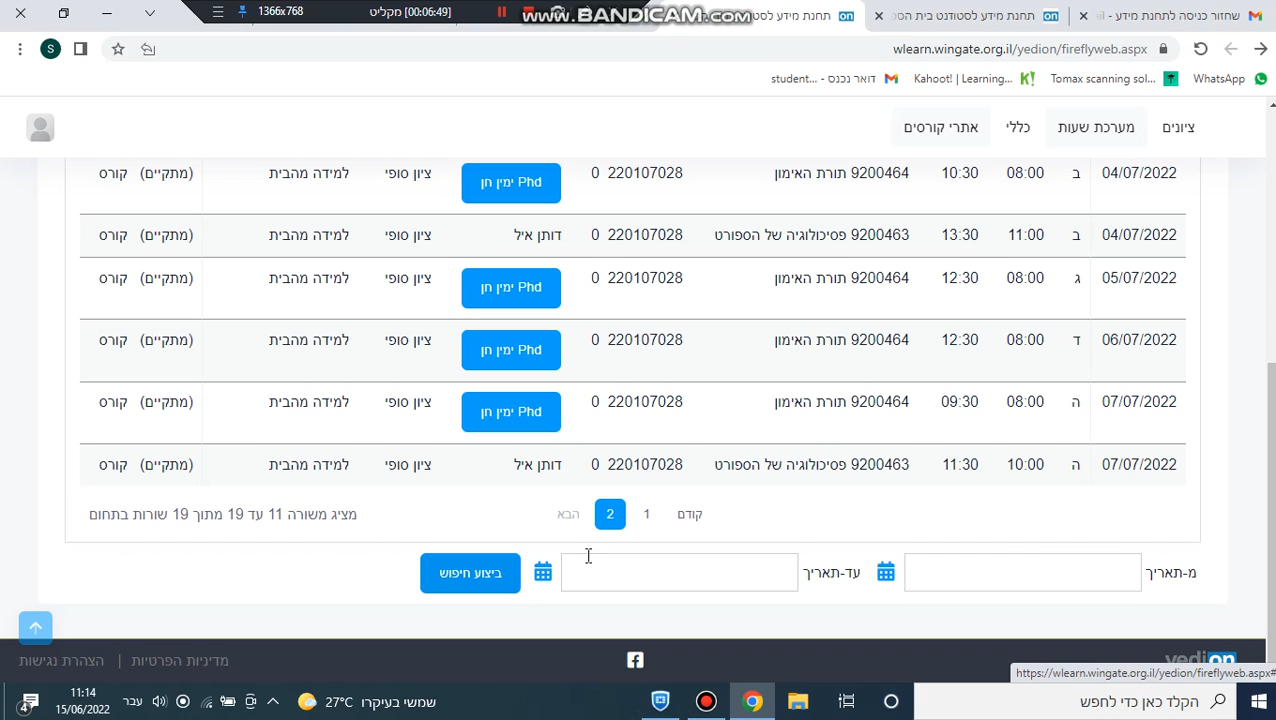 1366x768 מקליט [00:06:49]
www.BANDICAM.com
שחזור כניסה לתחנת מידע -
תחנת מידע לסטודנט בית הספ
תחנת מידע לסטו
wlearn.wingate.org.il/yedion/fireflyweb.aspx
S
WhatsApp
Tomax scanning sol...
Kahoot! | Learning...
דואר נכנס - student...
ציונים מערכת שעות כללי אתרי קורסים
04/07/2022 ב 08:00 10:30 9200464 תורת האימון 220107028 0 Phd ימין חן ציון סופי למידה מהבית (מתקיים) קורס
04/07/2022 ב 11:00 13:30 9200463 פסיכולוגיה של הספורט 220107028 0 דותן איל ציון סופי למידה מהבית (מתקיים) קורס
05/07/2022 ג 08:00 12:30 9200464 תורת האימון 220107028 0 Phd ימין חן ציון סופי למידה מהבית (מתקיים) קורס
06/07/2022 ד 08:00 12:30 9200464 תורת האימון 220107028 0 Phd ימין חן ציון סופי למידה מהבית (מתקיים) קורס
07/07/2022 ה 08:00 09:30 9200464 תורת האימון 220107028 0 Phd ימין חן ציון סופי למידה מהבית (מתקיים) קורס
07/07/2022 ה 10:00 11:30 9200463 פסיכולוגיה של הספורט 220107028 0 דותן איל ציון סופי למידה מהבית (מתקיים) קורס
קודם 1 2 הבא מציג משורה 11 עד 19 מתוך 19 שורות בתחום
מ-תאריך עד-תאריך ביצוע חיפוש
yedion מדיניות הפרטיות | הצהרת נגישות
https://wlearn.wingate.org.il/yedion/fireflyweb.aspx#
הקלד כאן כדי לחפש
27°C שמשי בעיקרו
עבר
11:14
15/06/2022
4